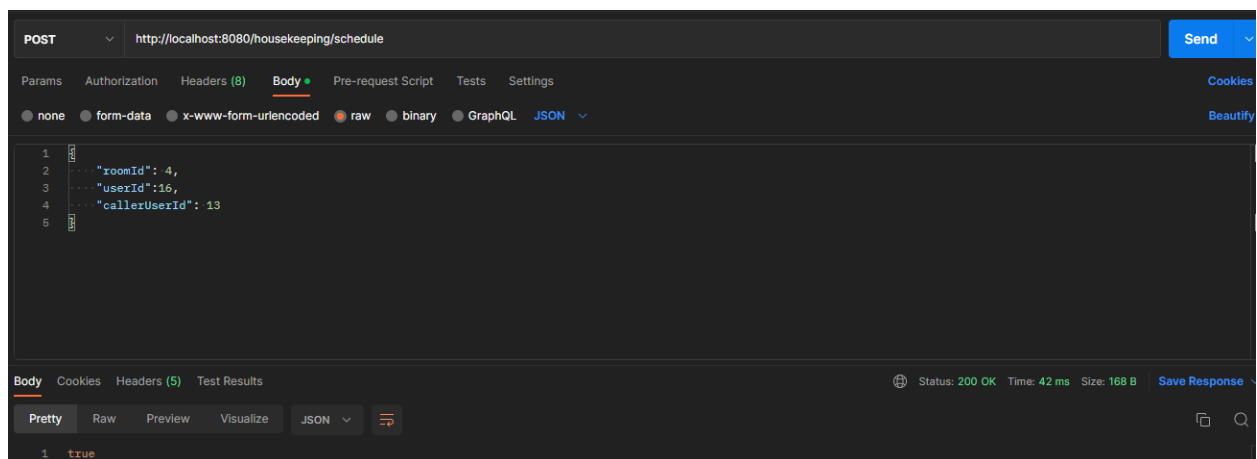 POST http://localhost:8080/housekeeping/schedule Send
Params Authorization Headers (8) Body Pre-request Script Tests Settings Cookies
none form-data x-www-form-urlencoded raw binary GraphQL JSON Beautify
1 {
2 "roomId": 4,
3 "userId":16,
4 "callerUserId": 13
5 }
Body Cookies Headers (5) Test Results Status: 200 OK Time: 42 ms Size: 168 B Save Response
Pretty Raw Preview Visualize JSON
1 true